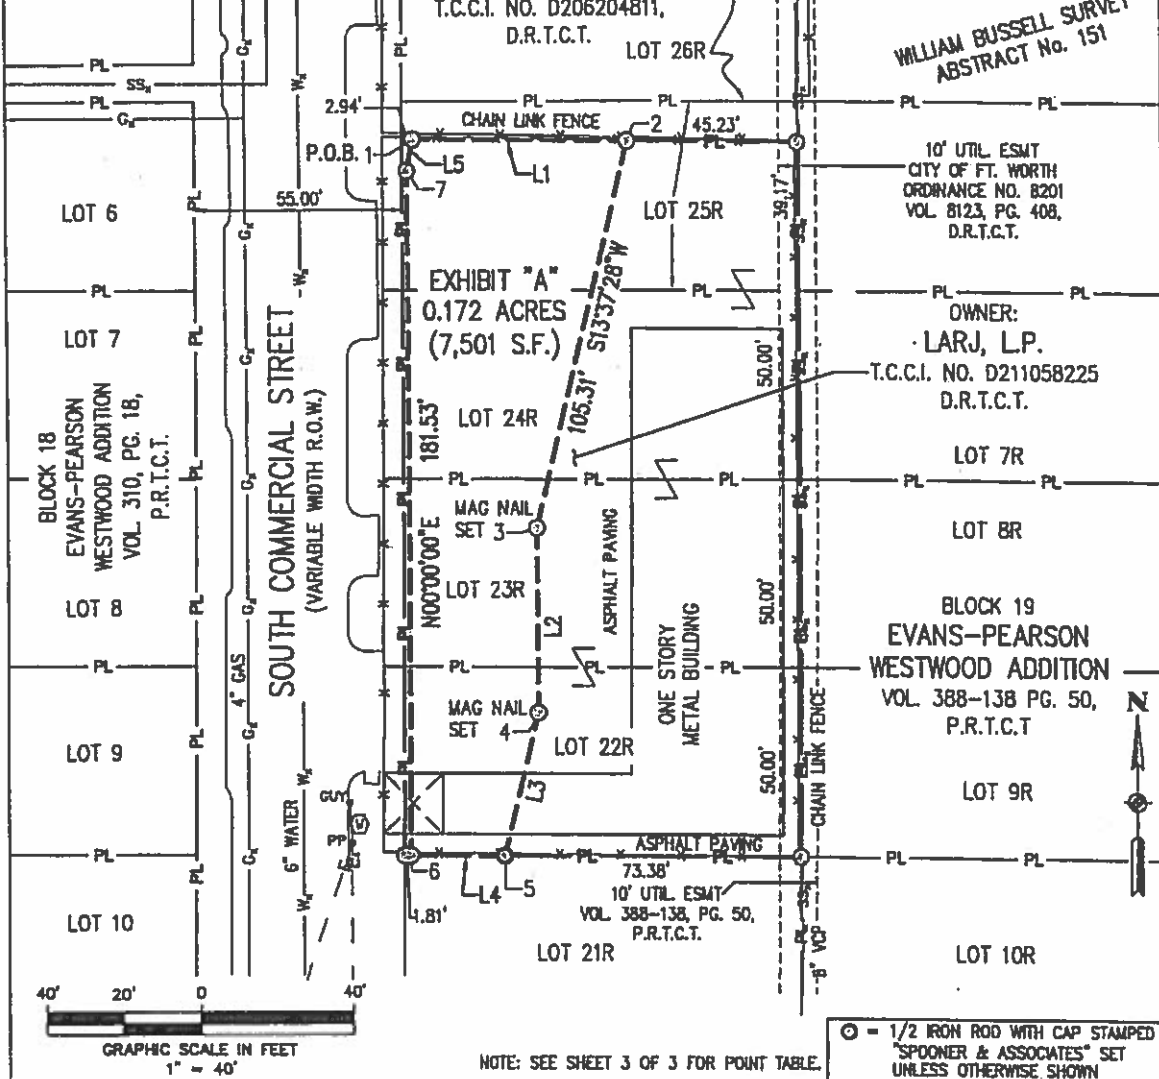 T.C.C.I. NO. D206204811,
D.R.T.C.T.
LOT 26R
WILLIAM BUSSELL SURVEY
ABSTRACT No. 151
PL
SS
PL
G
G
W
PL
PL
PL
PL
PL
2.94'
CHAIN LINK FENCE
2
45.23'
PL
P.O.B. 1
L5
L1
7
10' UTIL. ESMT
CITY OF FT. WORTH
ORDINANCE NO. 8201
VOL. 8123, PG. 408,
D.R.T.C.T.
39.17'
LOT 6
PL
55.00'
LOT 25R
EXHIBIT "A"
0.172 ACRES
(7,501 S.F.)
S13°37'28"W
105.31'
PL
PL
PL
PL
OWNER:
LARJ, L.P.
T.C.C.I. NO. D211058225
D.R.T.C.T.
LOT 7
50.00'
LOT 24R
181.53'
N00°00'00"E
LOT 7R
BLOCK 18
EVANS-PEARSON
WESTWOOD ADDITION
VOL. 310, PG. 18,
P.R.T.C.T.
SOUTH COMMERCIAL STREET
(VARIABLE WIDTH R.O.W.)
PL
PL
PL
PL
PL
MAG NAIL
SET 3
LOT 8R
ASPHALT PAVING
LOT 23R
50.00'
LOT 8
L2
BLOCK 19
EVANS-PEARSON
WESTWOOD ADDITION
VOL. 388-138 PG. 50,
P.R.T.C.T
PL
PL
PL
PL
ONE STORY
METAL BUILDING
4" GAS
MAG NAIL
SET 4
LOT 22R
CHAIN LINK FENCE
N
LOT 9
L3
50.00'
LOT 9R
GUY
PP
6" WATER
ASPHALT PAVING
PL
PL
PL
PL
PL
6
L4
5
73.38'
1.81'
10' UTIL. ESMT
VOL. 388-138, PG. 50,
P.R.T.C.T.
LOT 10
LOT 21R
8" VCP
LOT 10R
40' 20' 0 40'
GRAPHIC SCALE IN FEET
1" = 40'
NOTE: SEE SHEET 3 OF 3 FOR POINT TABLE.
= 1/2 IRON ROD WITH CAP STAMPED
"SPOONER & ASSOCIATES" SET
UNLESS OTHERWISE SHOWN